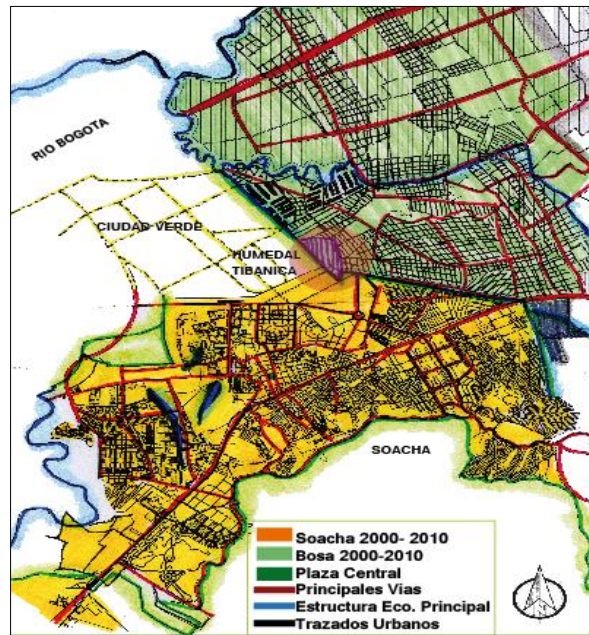 RIO BOGOTA
CIUDAD VERDE
HUMEDAL
TIBANICA
SOACHA
Soacha 2000- 2010
Bosa 2000-2010
Plaza Central
Principales Vias
Estructura Eco. Principal
Trazados Urbanos